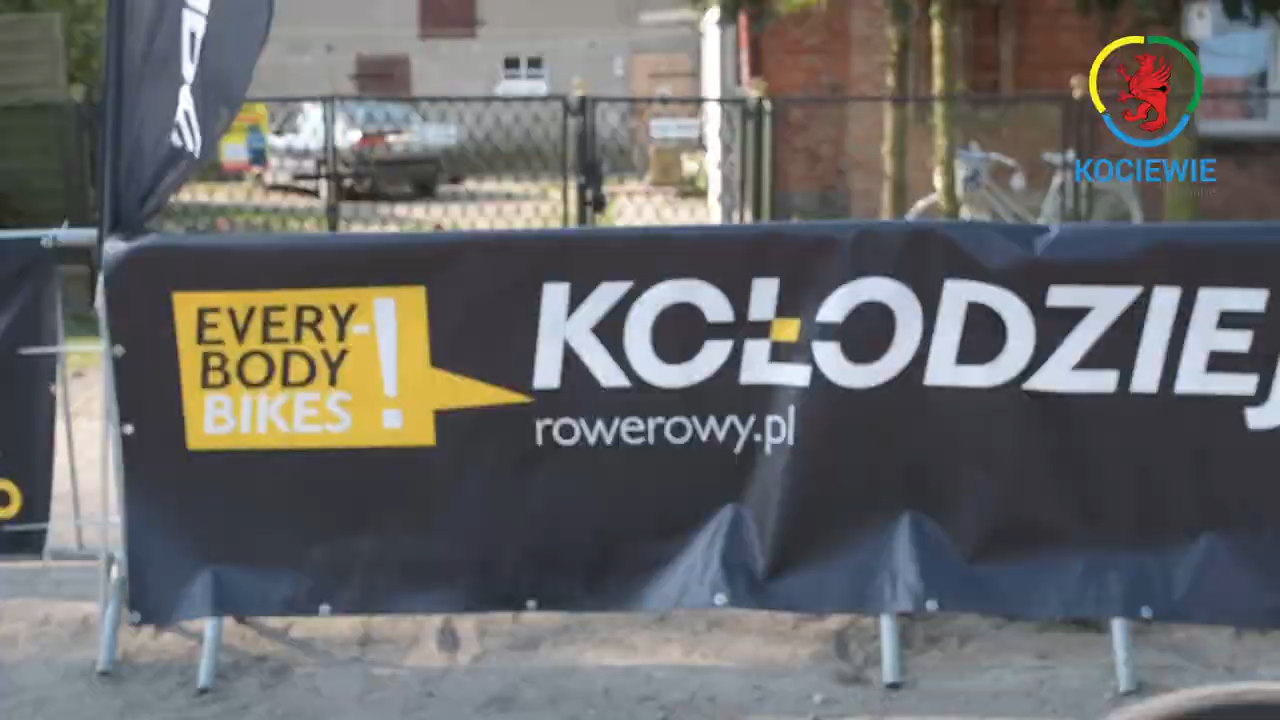 KOCIEWIE
EVERY-
BODY
BIKES!
KOŁODZIEJ
rowerowy.pl